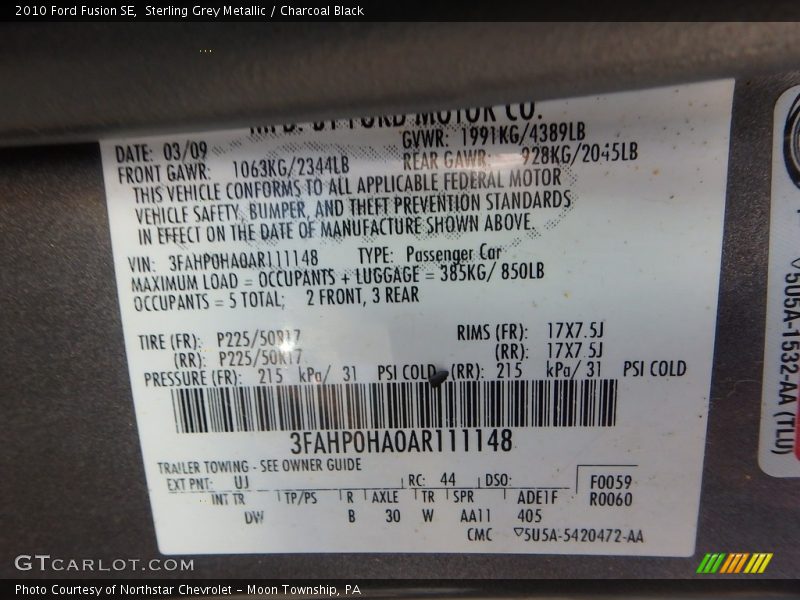 2010 Ford Fusion SE, Sterling Grey Metallic / Charcoal Black
MFD. BY FORD MOTOR CO.
DATE: 03/09 GVWR: 1991KG/4389LB
FRONT GAWR: 1063KG/2344LB REAR GAWR: 928KG/2045LB
THIS VEHICLE CONFORMS TO ALL APPLICABLE FEDERAL MOTOR
VEHICLE SAFETY, BUMPER, AND THEFT PREVENTION STANDARDS
IN EFFECT ON THE DATE OF MANUFACTURE SHOWN ABOVE.
VIN: 3FAHP0HA0AR111148 TYPE: Passenger Car
MAXIMUM LOAD = OCCUPANTS + LUGGAGE = 385KG/ 850LB
OCCUPANTS = 5 TOTAL; 2 FRONT, 3 REAR
TIRE (FR): P225/50R17 RIMS (FR): 17X7.5J
(RR): P225/50R17 (RR): 17X7.5J
PRESSURE (FR): 215 kPa/ 31 PSI COLD (RR): 215 kPa/ 31 PSI COLD
3FAHP0HA0AR111148
TRAILER TOWING - SEE OWNER GUIDE
EXT PNT: UJ RC: 44 DSO: F0059
INT TR TP/PS R AXLE TR SPR ADE1F R0060
DW B 30 W AA11 405
CMC ▽5U5A-5420472-AA
▽5U5A-1532-AA (TLU)
GTCARLOT.COM
Photo Courtesy of Northstar Chevrolet – Moon Township, PA